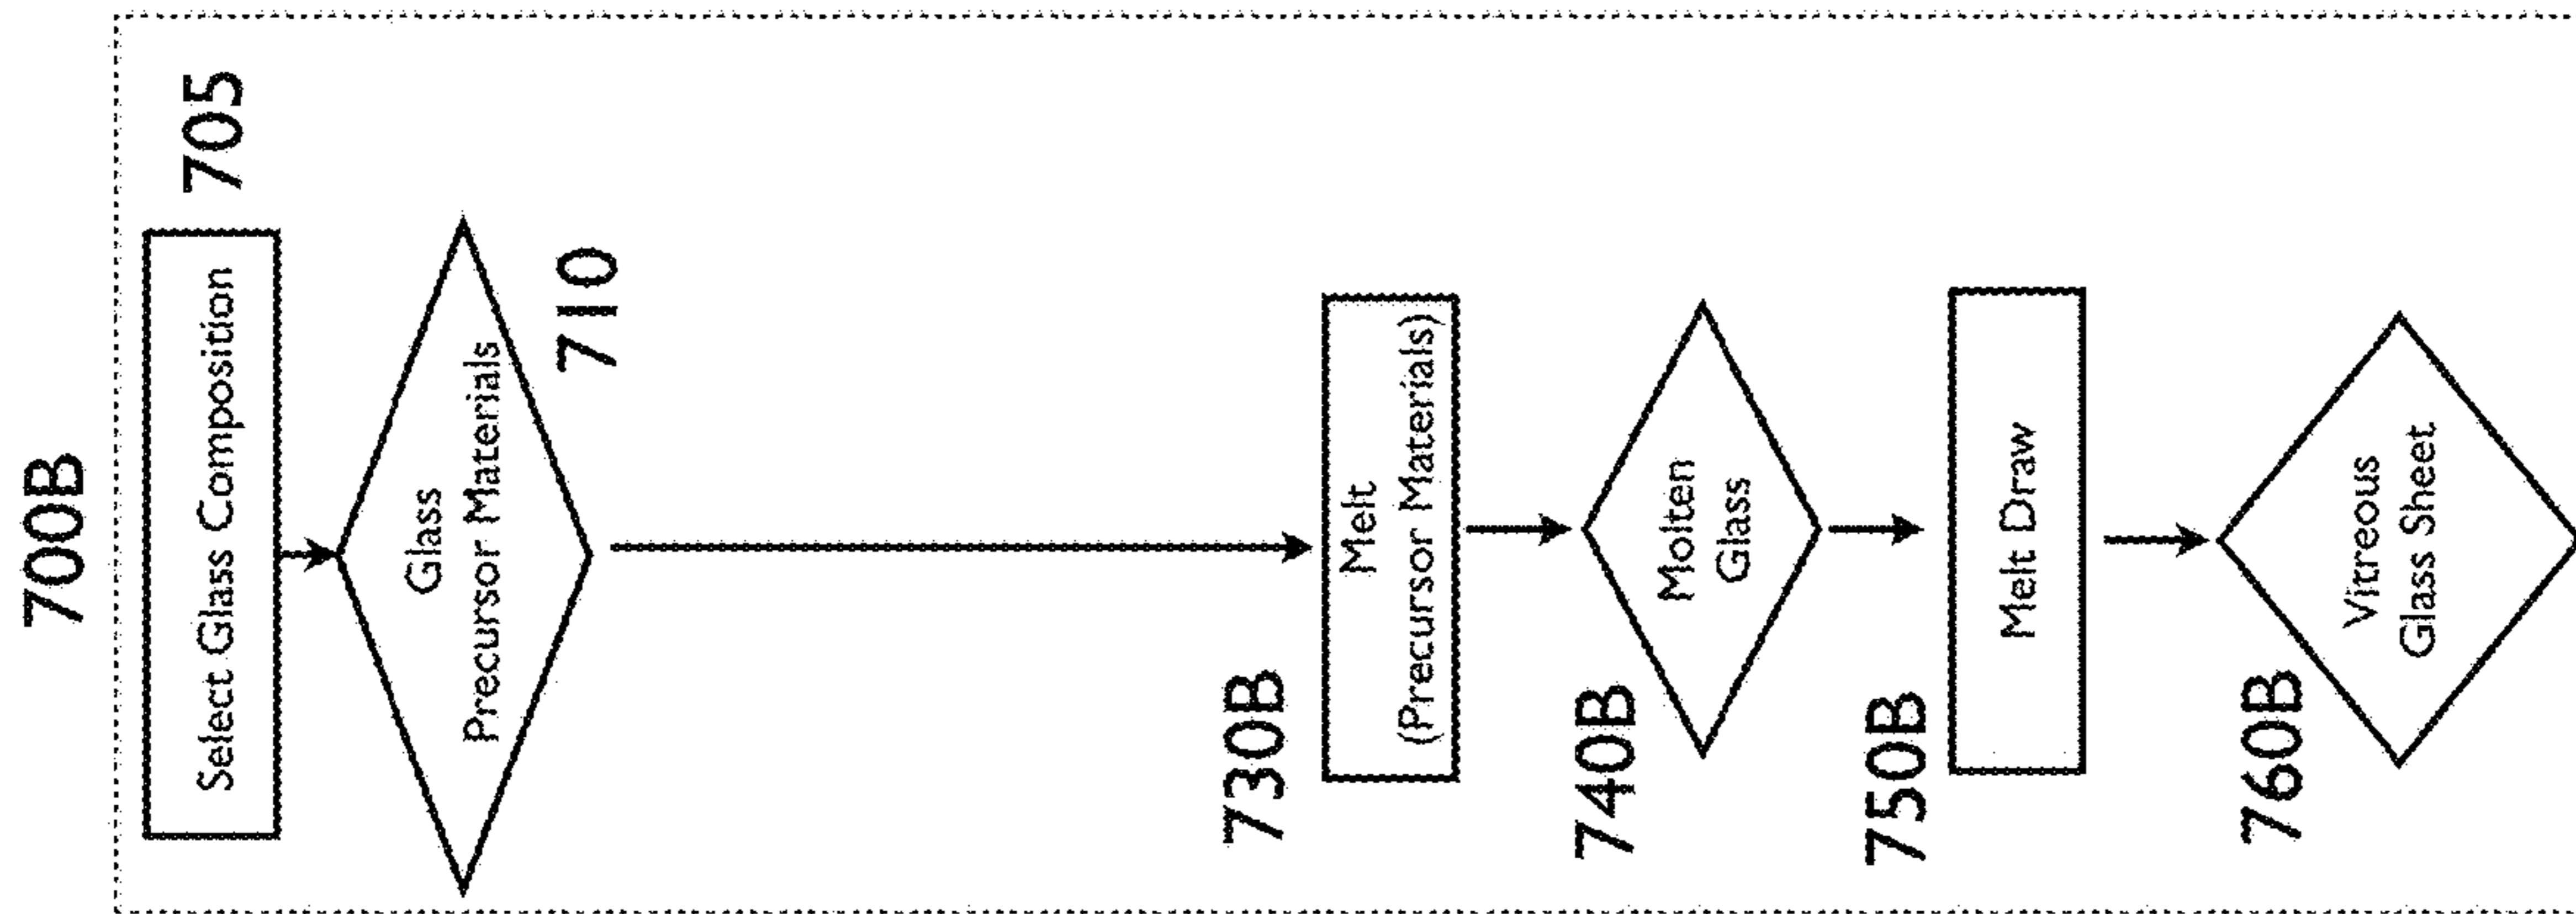 700B
705
Select Glass Composition
Glass
Precursor Materials
710
730B
Melt
(Precursor Materials)
740B
Molten
Glass
750B
Melt Draw
760B
Vitreous
Glass Sheet